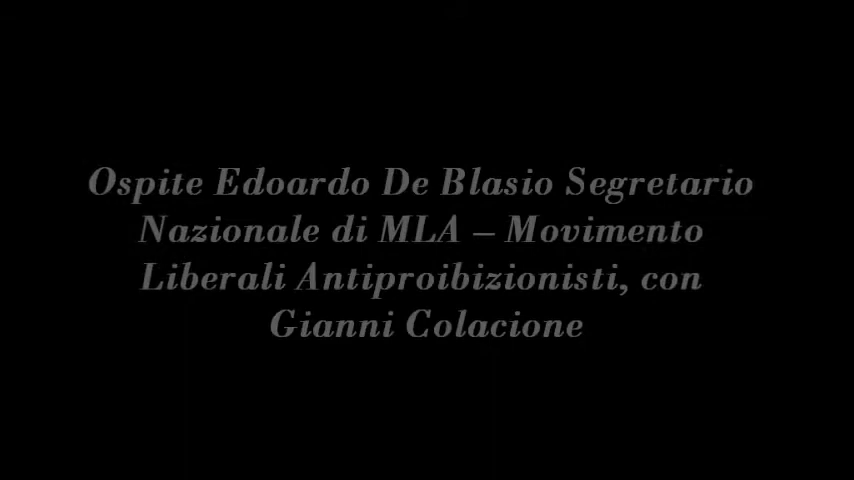 Ospite Edoardo De Blasio Segretario
Nazionale di MLA – Movimento
Liberali Antiproibizionisti, con
Gianni Colacione